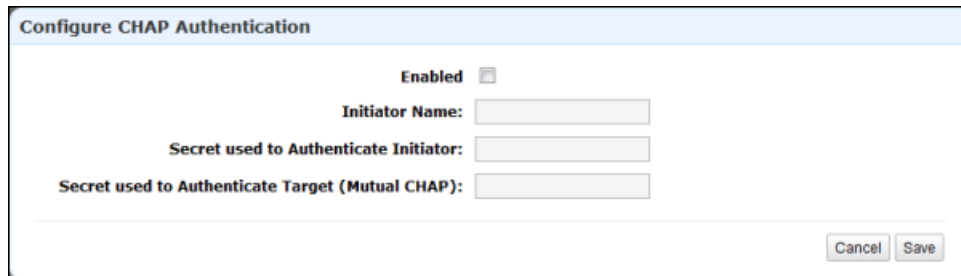 Configure CHAP Authentication
Enabled
Initiator Name:
Secret used to Authenticate Initiator:
Secret used to Authenticate Target (Mutual CHAP):
Cancel Save